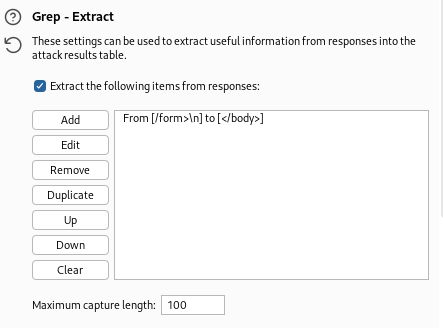 Grep - Extract
These settings can be used to extract useful information from responses into the
attack results table.
Extract the following items from responses:
Add
From [/form>\n] to [</body>]
Edit
Remove
Duplicate
Up
Down
Clear
Maximum capture length: 100